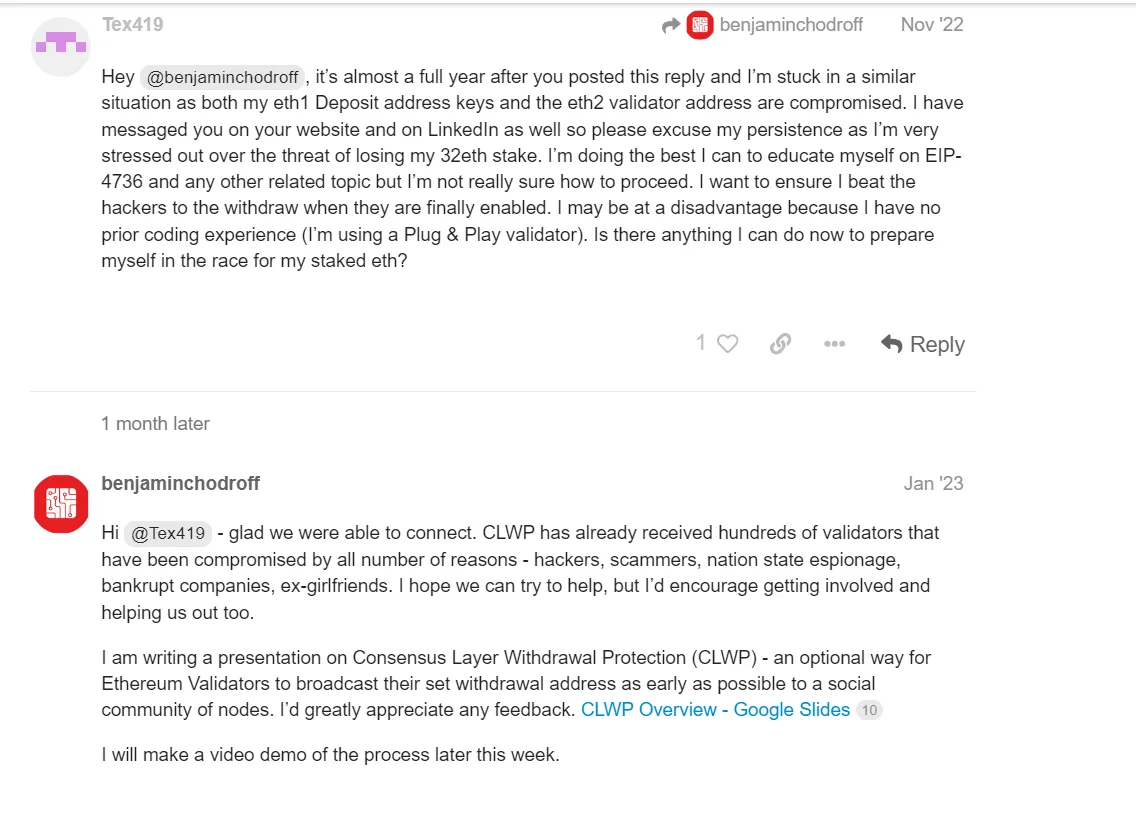 Tex419 benjaminchodroff Nov '22
Hey @benjaminchodroff, it's almost a full year after you posted this reply and I'm stuck in a similar
situation as both my eth1 Deposit address keys and the eth2 validator address are compromised. I have
messaged you on your website and on LinkedIn as well so please excuse my persistence as I'm very
stressed out over the threat of losing my 32eth stake. I'm doing the best I can to educate myself on EIP-
4736 and any other related topic but I'm not really sure how to proceed. I want to ensure I beat the
hackers to the withdraw when they are finally enabled. I may be at a disadvantage because I have no
prior coding experience (I'm using a Plug & Play validator). Is there anything I can do now to prepare
myself in the race for my staked eth?
1 Reply
1 month later
benjaminchodroff Jan '23
Hi @Tex419 - glad we were able to connect. CLWP has already received hundreds of validators that
have been compromised by all number of reasons - hackers, scammers, nation state espionage,
bankrupt companies, ex-girlfriends. I hope we can try to help, but I'd encourage getting involved and
helping us out too.
I am writing a presentation on Consensus Layer Withdrawal Protection (CLWP) - an optional way for
Ethereum Validators to broadcast their set withdrawal address as early as possible to a social
community of nodes. I'd greatly appreciate any feedback. CLWP Overview - Google Slides 10
I will make a video demo of the process later this week.